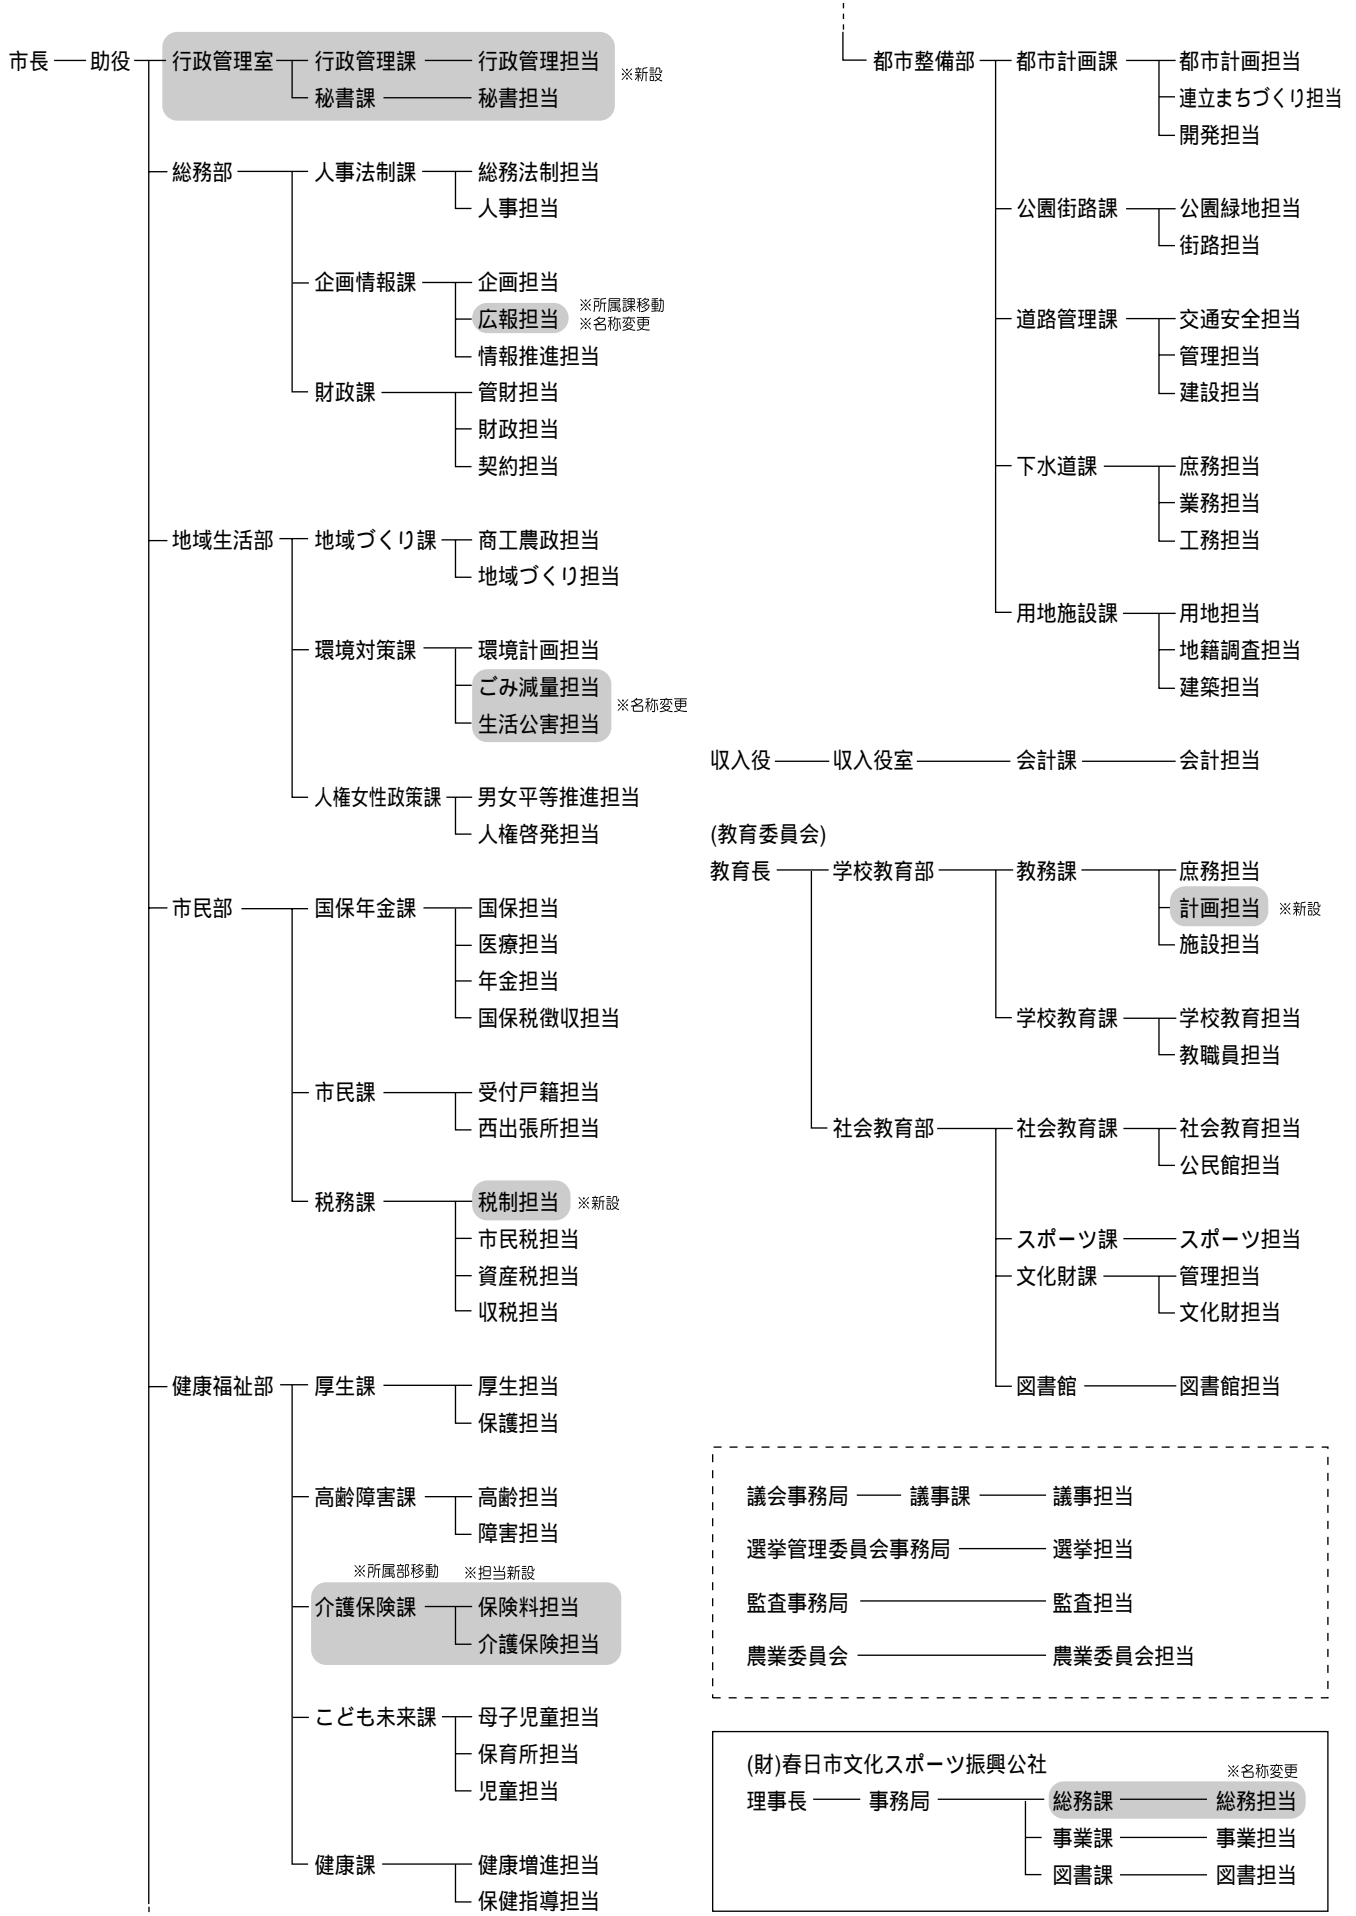 市長 助役 行政管理室 行政管理課 行政管理担当 ※新設
秘書課 秘書担当
総務部 人事法制課 総務法制担当
人事担当
企画情報課 企画担当
広報担当 ※所属課移動
※名称変更
情報推進担当
財政課 管財担当
財政担当
契約担当
地域生活部 地域づくり課 商工農政担当
地域づくり担当
環境対策課 環境計画担当
ごみ減量担当
※名称変更
生活公害担当
人権女性政策課 男女平等推進担当
人権啓発担当
市民部 国保年金課 国保担当
医療担当
年金担当
国保税徴収担当
市民課 受付戸籍担当
西出張所担当
税務課 税制担当 ※新設
市民税担当
資産税担当
収税担当
健康福祉部 厚生課 厚生担当
保護担当
高齢障害課 高齢担当
障害担当
※所属部移動 ※担当新設
介護保険課 保険料担当
介護保険担当
こども未来課 母子児童担当
保育所担当
児童担当
健康課 健康増進担当
保健指導担当
都市整備部 都市計画課 都市計画担当
連立まちづくり担当
開発担当
公園街路課 公園緑地担当
街路担当
道路管理課 交通安全担当
管理担当
建設担当
下水道課 庶務担当
業務担当
工務担当
用地施設課 用地担当
地籍調査担当
建築担当
収入役 収入役室 会計課 会計担当
(教育委員会)
教育長 学校教育部 教務課 庶務担当
計画担当 ※新設
施設担当
学校教育課 学校教育担当
教職員担当
社会教育部 社会教育課 社会教育担当
公民館担当
スポーツ課 スポーツ担当
文化財課 管理担当
文化財担当
図書館 図書館担当
議会事務局 議事課 議事担当
選挙管理委員会事務局 選挙担当
監査事務局 監査担当
農業委員会 農業委員会担当
(財)春日市文化スポーツ振興公社
※名称変更
理事長 事務局 総務課 総務担当
事業課 事業担当
図書課 図書担当